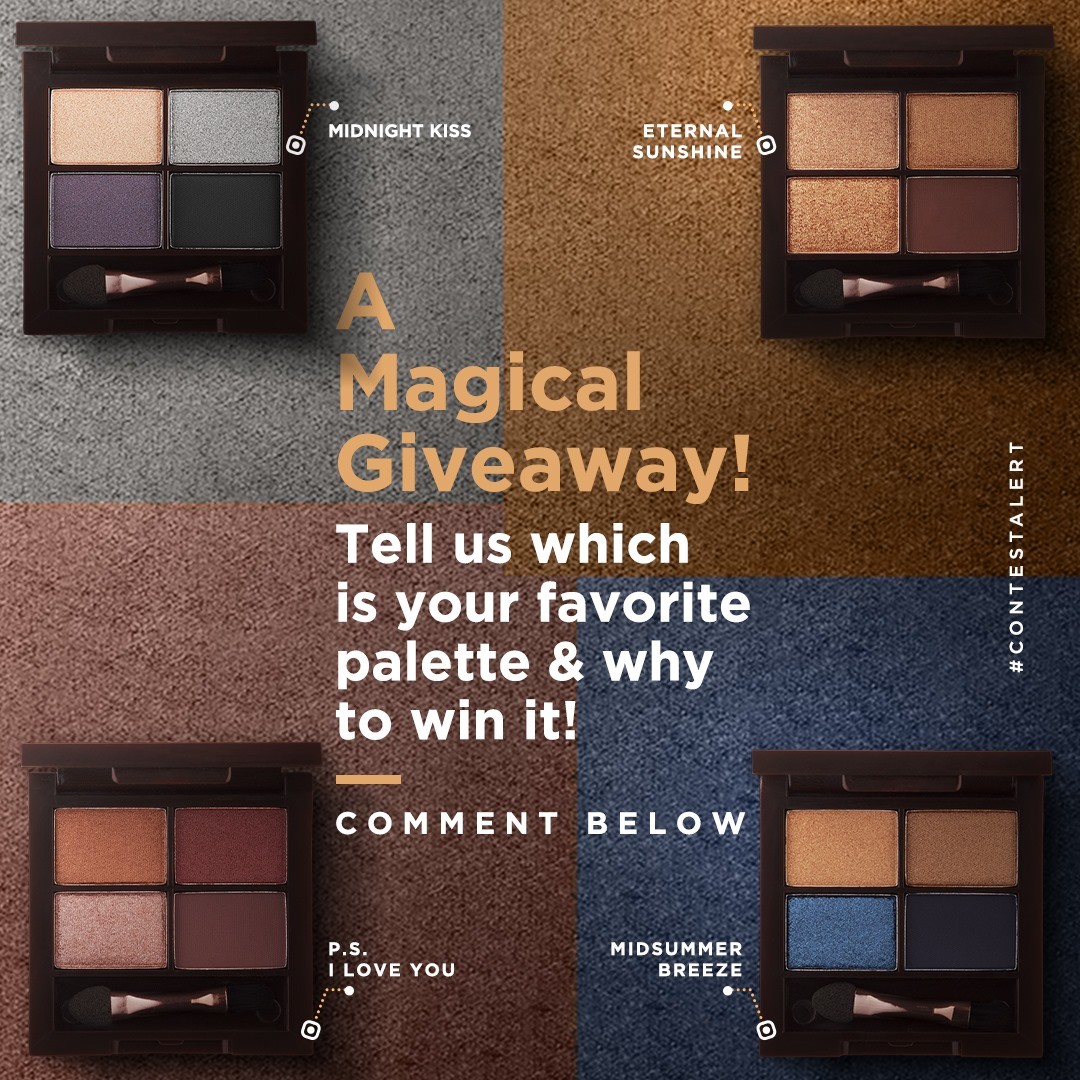 MIDNIGHT KISS
ETERNAL
SUNSHINE
A
Magical
Giveaway!
Tell us which
is your favorite
palette & why
to win it!
COMMENT BELOW
#CONTESTALERT
P.S.
I LOVE YOU
MIDSUMMER
BREEZE